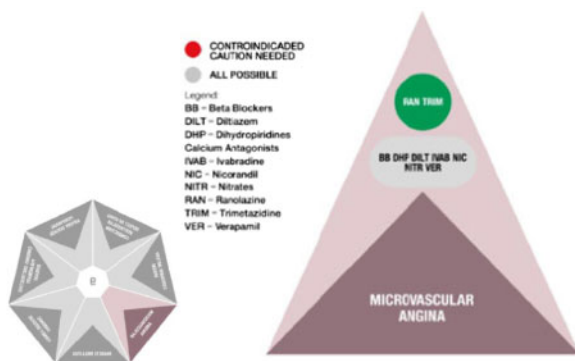 CONTROINDICADED
CAUTION NEEDED
ALL POSSIBLE
Legend:
BB – Beta Blockers
DILT – Diltiazem
DHP – Dihydropiridines
Calcium Antagonists
IVAB – Ivabradine
NIC – Nicorandil
NITR – Nitrates
RAN – Ranolazine
TRIM – Trimetazidine
VER – Verapamil
RAN TRIM
BB DHP DILT IVAB NIC
NITR VER
MICROVASCULAR
ANGINA
MICROVASCULAR
ANGINA